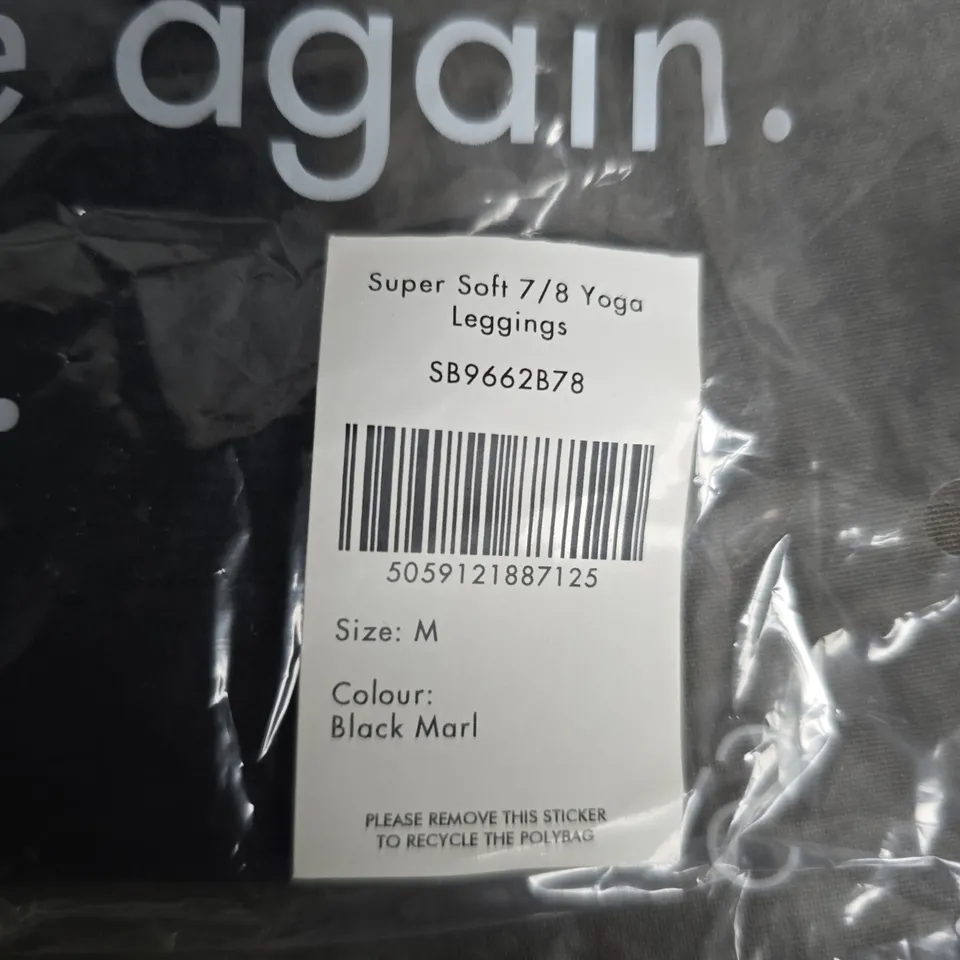 again.
Super Soft 7/8 Yoga
Leggings
SB9662B78
5059121887125
Size: M
Colour:
Black Marl
PLEASE REMOVE THIS STICKER
TO RECYCLE THE POLYBAG